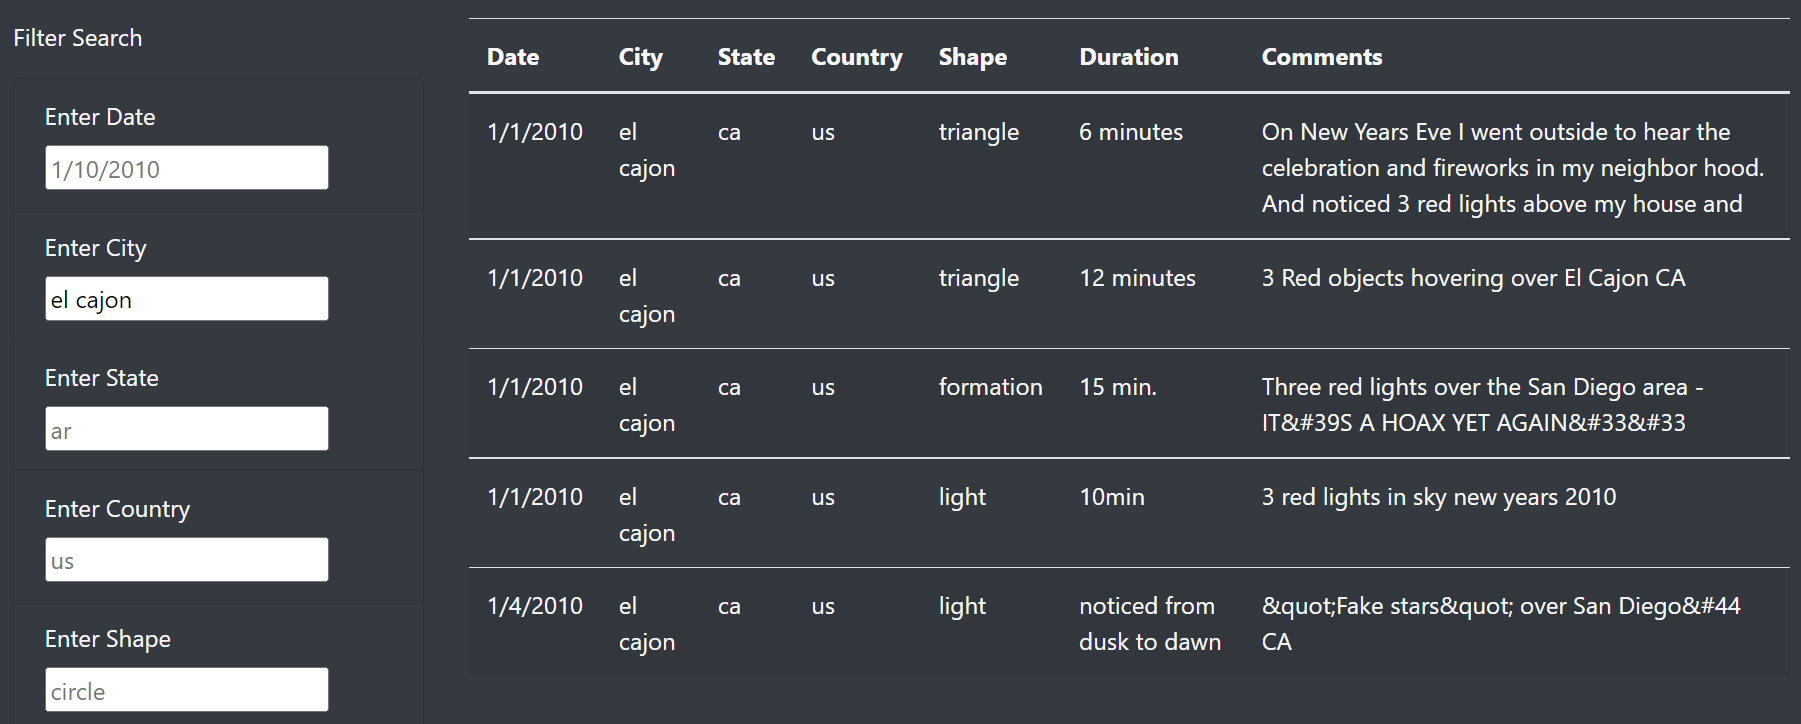 Filter Search
Enter Date
1/10/2010
Enter City
el cajon
Enter State
ar
Enter Country
us
Enter Shape
circle
Date City State Country Shape Duration Comments
1/1/2010 el ca us triangle 6 minutes On New Years Eve I went outside to hear the
cajon celebration and fireworks in my neighbor hood.
And noticed 3 red lights above my house and
1/1/2010 el ca us triangle 12 minutes 3 Red objects hovering over El Cajon CA
cajon
1/1/2010 el ca us formation 15 min. Three red lights over the San Diego area -
cajon IT&#39S A HOAX YET AGAIN&#33&#33
1/1/2010 el ca us light 10min 3 red lights in sky new years 2010
cajon
1/4/2010 el ca us light noticed from &quot;Fake stars&quot; over San Diego&#44
cajon dusk to dawn CA